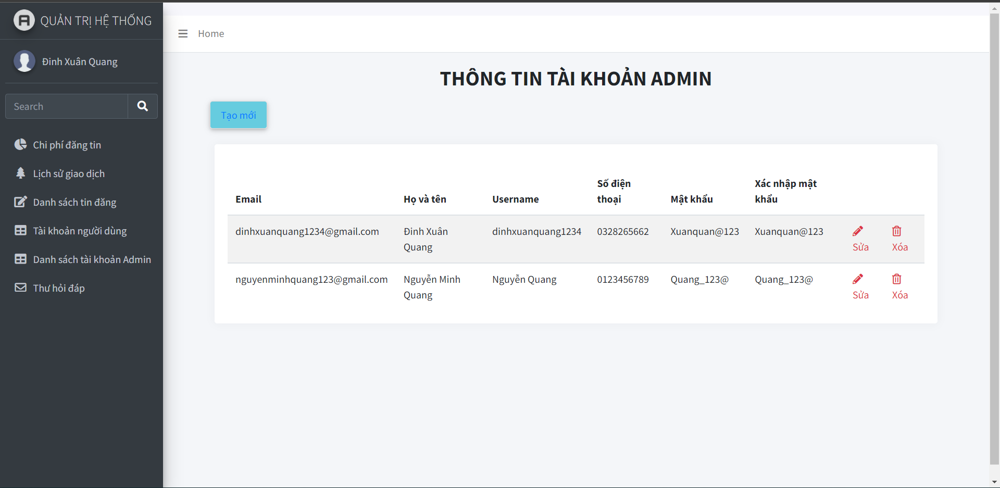 QUẢN TRỊ HỆ THỐNG
Đinh Xuân Quang
Search
Chi phí đăng tin
Lịch sử giao dịch
Danh sách tin đăng
Tài khoản người dùng
Danh sách tài khoản Admin
Thư hỏi đáp
Home
THÔNG TIN TÀI KHOẢN ADMIN
Tạo mới
Email Họ và tên Username Số điện thoại Mật khẩu Xác nhập mật khẩu
dinhxuanquang1234@gmail.com Đinh Xuân Quang dinhxuanquang1234 0328265662 Xuanquan@123 Xuanquan@123 Sửa Xóa
nguyenminhquang123@gmail.com Nguyễn Minh Quang Nguyễn Quang 0123456789 Quang_123@ Quang_123@ Sửa Xóa